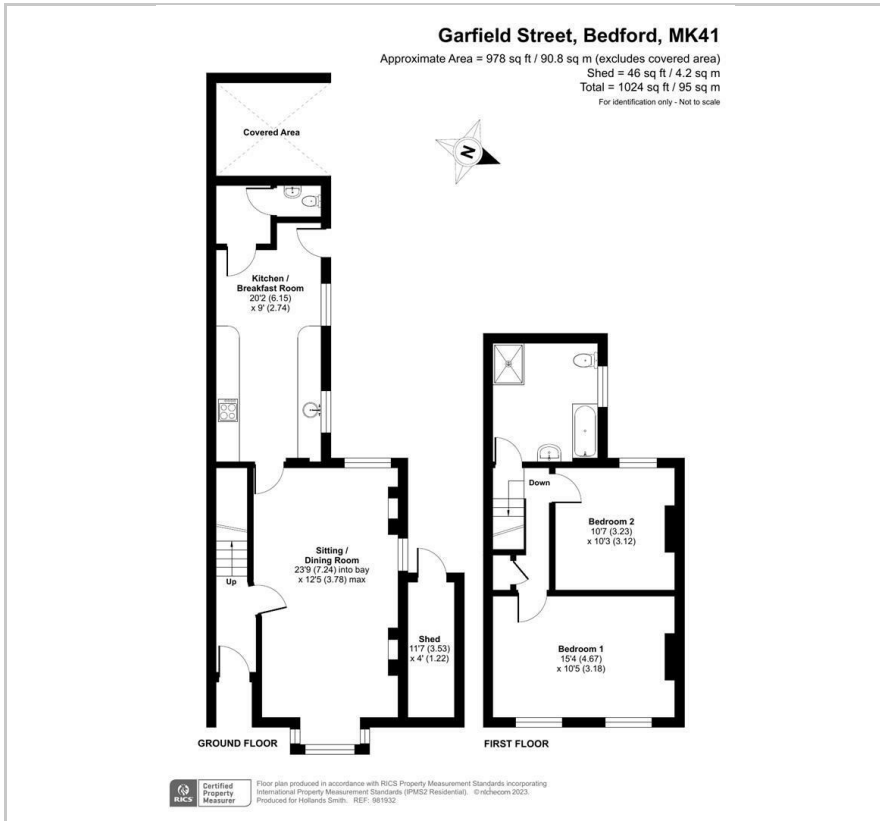 Garfield Street, Bedford, MK41
Approximate Area = 978 sq ft / 90.8 sq m (excludes covered area)
Shed = 46 sq ft / 4.2 sq m
Total = 1024 sq ft / 95 sq m
For identification only - Not to scale
N
Covered Area
Kitchen /
Breakfast Room
20'2 (6.15)
x 9' (2.74)
Up
Sitting /
Dining Room
23'9 (7.24) into bay
x 12'5 (3.78) max
Shed
11'7 (3.53)
x 4' (1.22)
GROUND FLOOR
Down
Bedroom 2
10'7 (3.23)
x 10'3 (3.12)
Bedroom 1
15'4 (4.67)
x 10'5 (3.18)
FIRST FLOOR
RICS
Certified
Property
Measurer
Floor plan produced in accordance with RICS Property Measurement Standards incorporating
International Property Measurement Standards (IPMS2 Residential). © nichecom 2023.
Produced for Hollands Smith. REF: 981932